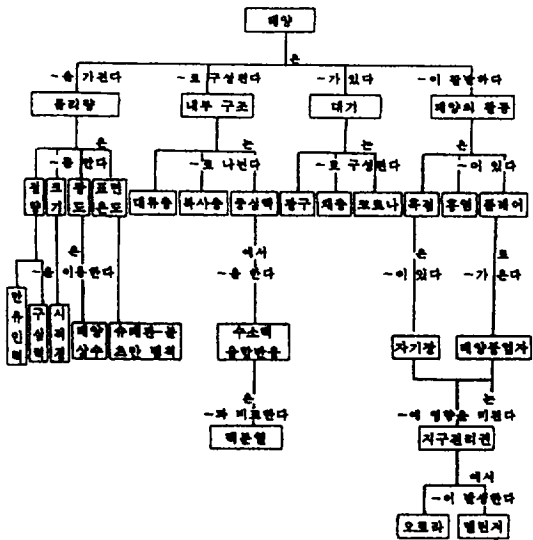 태양
은
~을 가진다
~로 구성된다
~가 있다
~이 활발하다
물리량
내부 구조
대기
태양의 활동
은
는
는
은
~로 나뉜다
~로 구성된다
~이 있다
질량
크기
광도
표면온도
대류층
복사층
중심핵
광구
채층
코로나
흑점
홍염
플레어
은
~을 이용한다
에서
~을 한다
은
~이 있다
로
~가 온다
만유인력
구심력
시직경
태양
상수
슈테판-볼
츠만 법칙
수소핵
융합반응
자기장
태양풍입자
은
~과 비교한다
핵분열
는
~에 영향을 미친다
지구전리권
에서
~이 발생한다
오로라
델린저